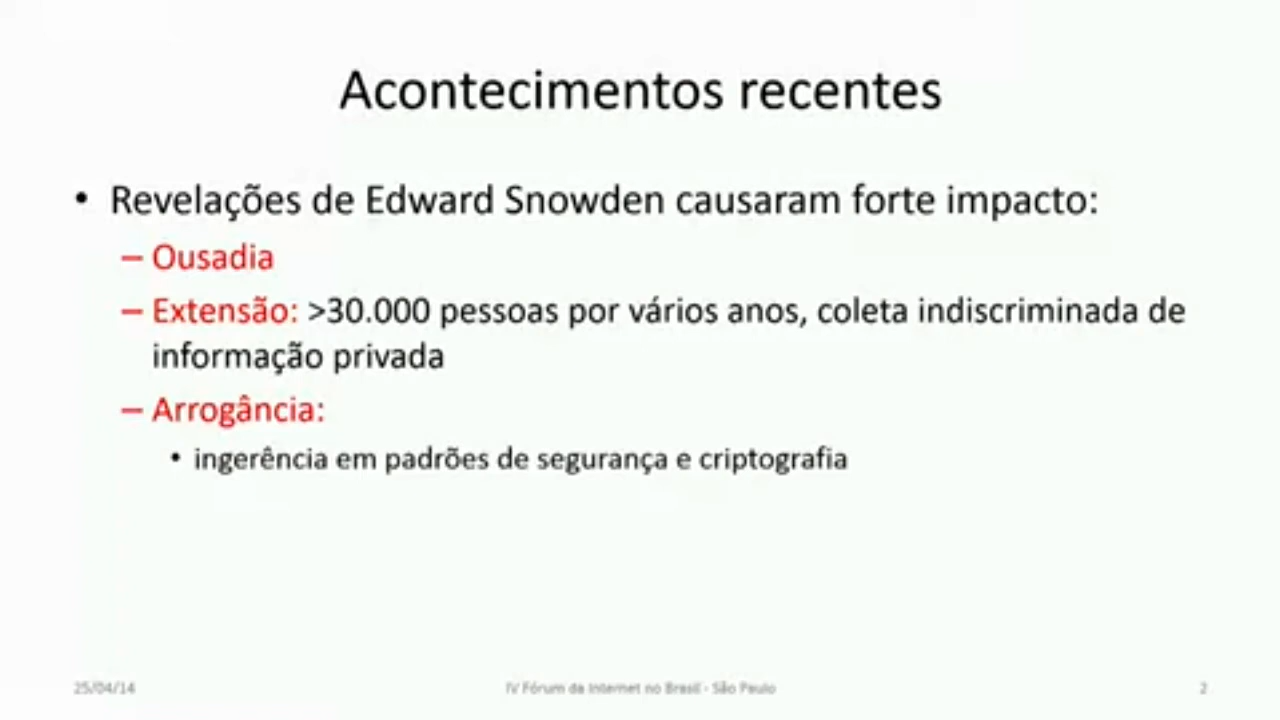 Acontecimentos recentes
• Revelações de Edward Snowden causaram forte impacto:
– Ousadia
– Extensão: >30.000 pessoas por vários anos, coleta indiscriminada de
informação privada
– Arrogância:
• ingerência em padrões de segurança e criptografia
25/04/14
IV Fórum da Internet no Brasil - São Paulo
2